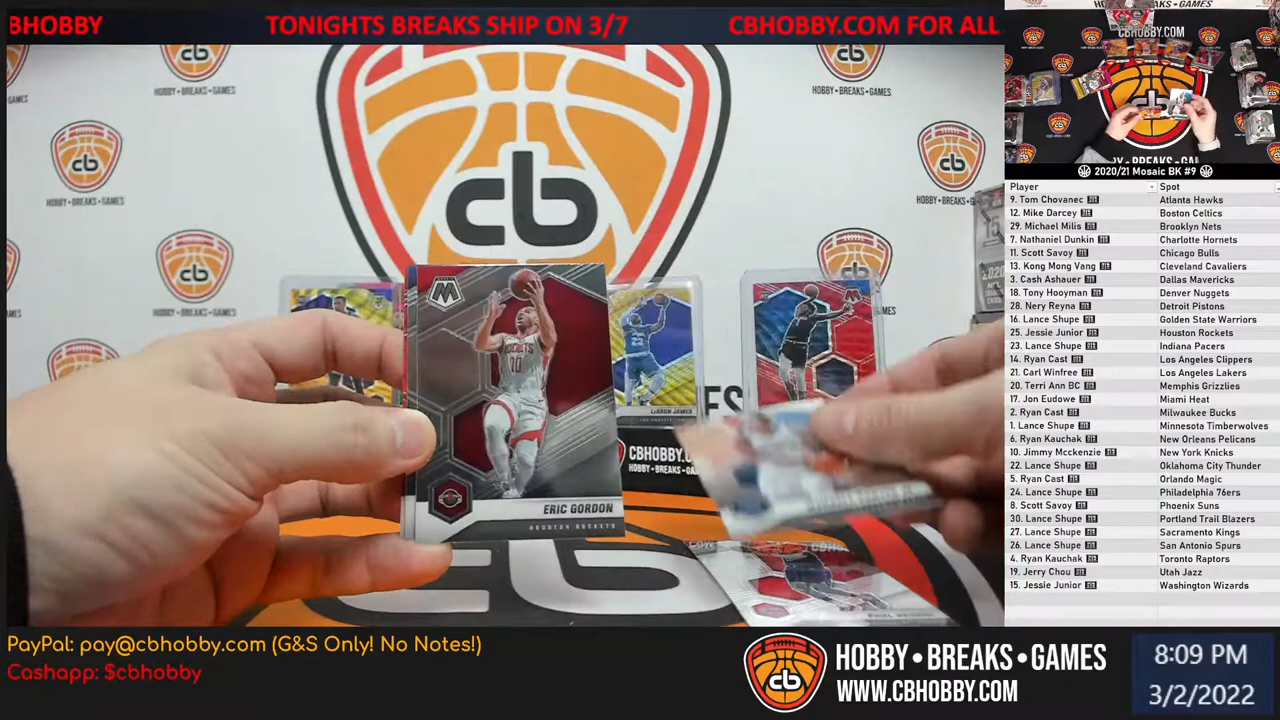 BHOBBY
TONIGHTS BREAKS SHIP ON 3/7
CBHOBBY.COM FOR ALL
HOBBY • BREAKS • GAMES
HOBBY • BREAKS • GAMES
HOBBY • BREAKS • GAMES
HOBBY • BREAKS • GAMES
cb
ERIC GORDON
HOUSTON ROCKETS
10
LEBRON JAMES
CBHOBBY.COM
2020/21 Mosaic BK #9
Player Spot
9. Tom Chovanec Atlanta Hawks
12. Mike Darcey Boston Celtics
29. Michael Milis Brooklyn Nets
7. Nathaniel Dunkin Charlotte Hornets
11. Scott Savoy Chicago Bulls
13. Kong Mong Vang Cleveland Cavaliers
3. Cash Ashauer Dallas Mavericks
18. Tony Hooyman Denver Nuggets
28. Nery Reyna Detroit Pistons
16. Lance Shupe Golden State Warriors
25. Jessie Junior Houston Rockets
23. Lance Shupe Indiana Pacers
14. Ryan Cast Los Angeles Clippers
21. Carl Winfree Los Angeles Lakers
20. Terri Ann BC Memphis Grizzlies
17. Jon Eudowe Miami Heat
2. Ryan Cast Milwaukee Bucks
1. Lance Shupe Minnesota Timberwolves
6. Ryan Kauchak New Orleans Pelicans
10. Jimmy Mcckenzie New York Knicks
22. Lance Shupe Oklahoma City Thunder
5. Ryan Cast Orlando Magic
24. Lance Shupe Philadelphia 76ers
8. Scott Savoy Phoenix Suns
30. Lance Shupe Portland Trail Blazers
27. Lance Shupe Sacramento Kings
26. Lance Shupe San Antonio Spurs
4. Ryan Kauchak Toronto Raptors
19. Jerry Chou Utah Jazz
15. Jessie Junior Washington Wizards
PayPal: pay@cbhobby.com (G&S Only! No Notes!)
Cashapp: $cbhobby
cb
HOBBY • BREAKS • GAMES
WWW.CBHOBBY.COM
8:09 PM
3/2/2022